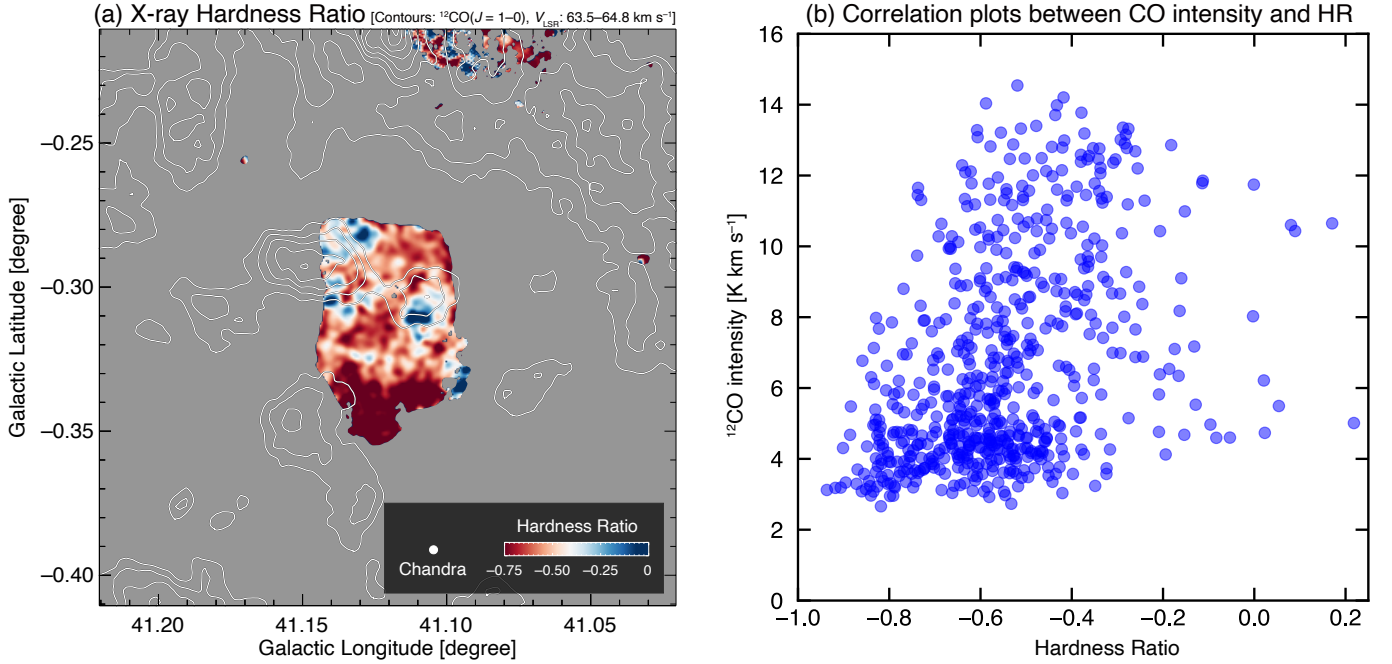 (a) X-ray Hardness Ratio [Contours: ¹²CO(J = 1–0), V_LSR: 63.5–64.8 km s⁻¹]
−0.25
−0.30
−0.35
−0.40
Galactic Latitude [degree]
Hardness Ratio
Chandra
−0.75 −0.50 −0.25 0
41.20 41.15 41.10 41.05
Galactic Longitude [degree]
(b) Correlation plots between CO intensity and HR
16
14
12
10
8
6
4
2
0
¹²CO intensity [K km s⁻¹]
−1.0 −0.8 −0.6 −0.4 −0.2 0.0 0.2
Hardness Ratio